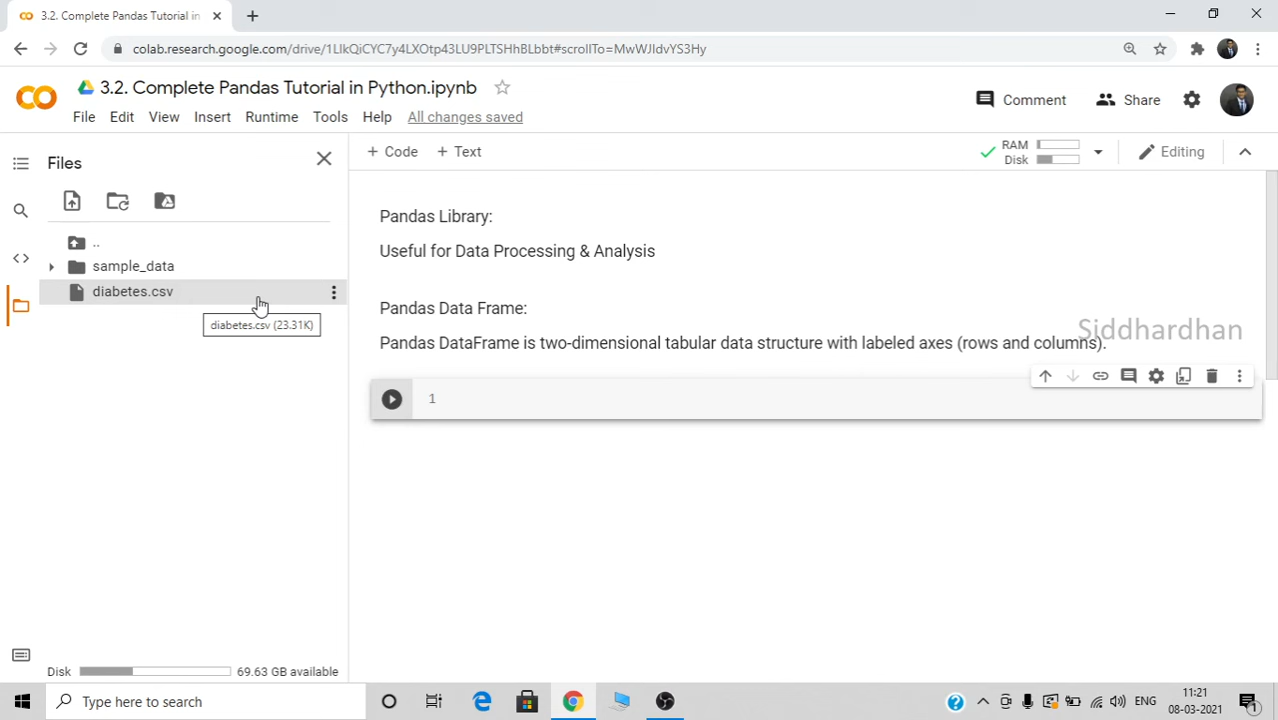 3.2. Complete Pandas Tutorial in
colab.research.google.com/drive/1LIkQiCYC7y4LXOtp43LU9PLTSHhBLbbt#scrollTo=MwWJIdvYS3Hy
CO
3.2. Complete Pandas Tutorial in Python.ipynb
Comment
Share
File Edit View Insert Runtime Tools Help All changes saved
Files
+ Code + Text
RAM
Disk
Editing
..
sample_data
diabetes.csv
diabetes.csv (23.31K)
Pandas Library:
Useful for Data Processing & Analysis
Pandas Data Frame:
Siddhardhan
Pandas DataFrame is two-dimensional tabular data structure with labeled axes (rows and columns).
1
Disk 69.63 GB available
Type here to search
ENG
11:21
08-03-2021
1